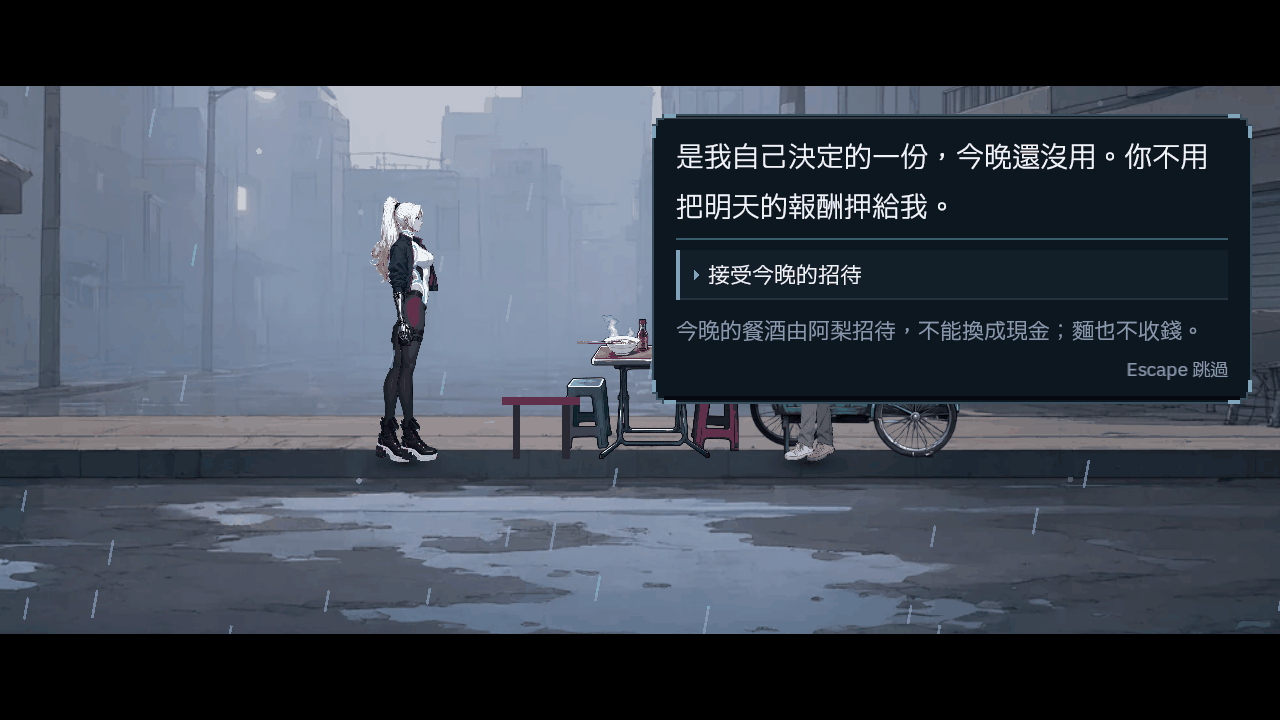 是我自己決定的一份，今晚還沒用。你不用
把明天的報酬押給我。
接受今晚的招待
今晚的餐酒由阿梨招待，不能換成現金；麵也不收錢。
Escape 跳過